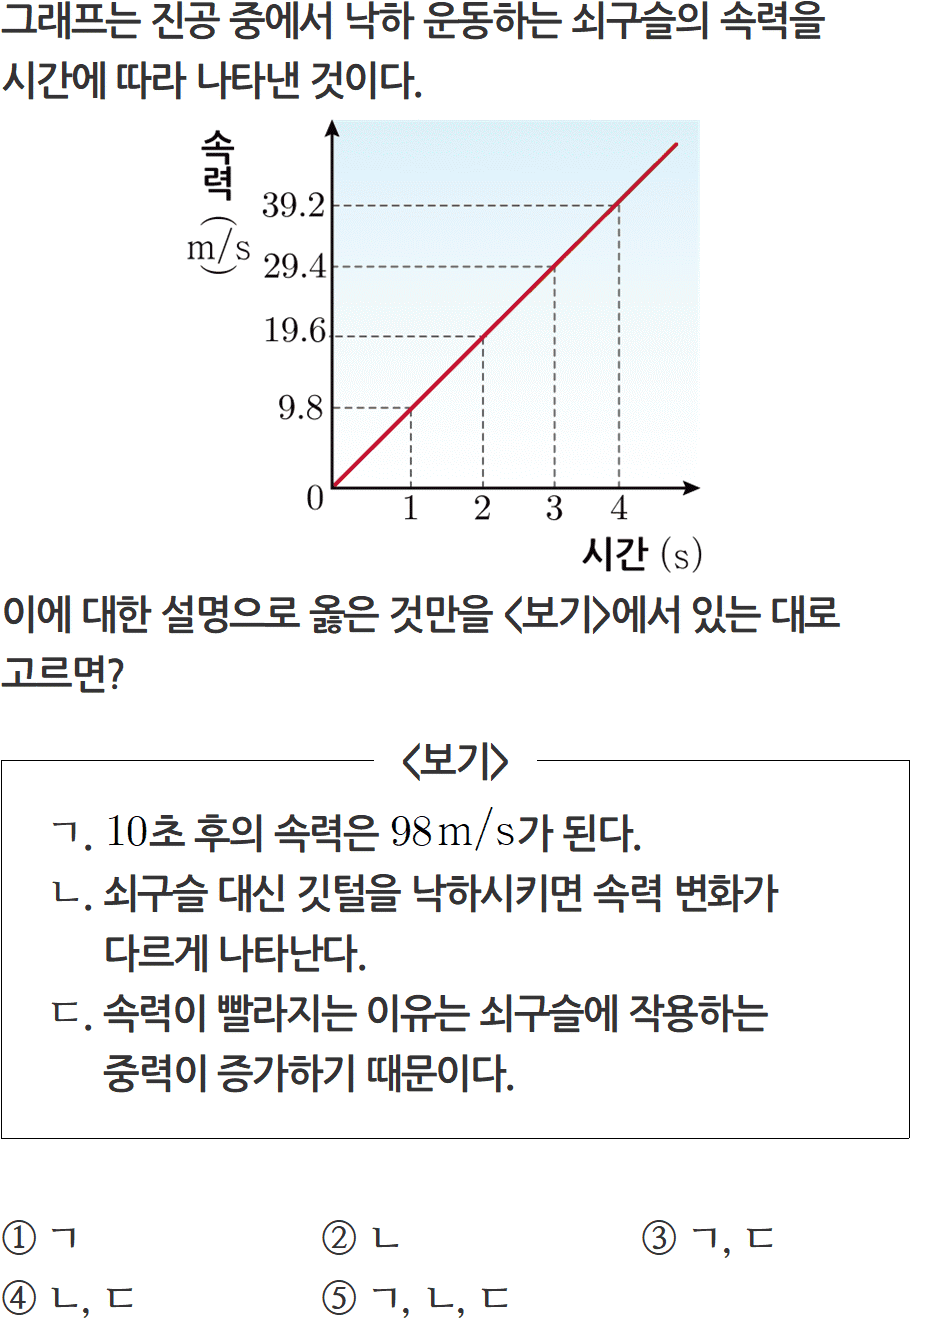 그래프는 진공 중에서 낙하 운동하는 쇠구슬의 속력을
시간에 따라 나타낸 것이다.
속력(m/s)
39.2
29.4
19.6
9.8
0 1 2 3 4
시간 (s)
이에 대한 설명으로 옳은 것만을 <보기>에서 있는 대로
고르면?
<보기>
ㄱ. 10초 후의 속력은 98m/s가 된다.
ㄴ. 쇠구슬 대신 깃털을 낙하시키면 속력 변화가
다르게 나타난다.
ㄷ. 속력이 빨라지는 이유는 쇠구슬에 작용하는
중력이 증가하기 때문이다.
① ㄱ ② ㄴ ③ ㄱ, ㄷ
④ ㄴ, ㄷ ⑤ ㄱ, ㄴ, ㄷ